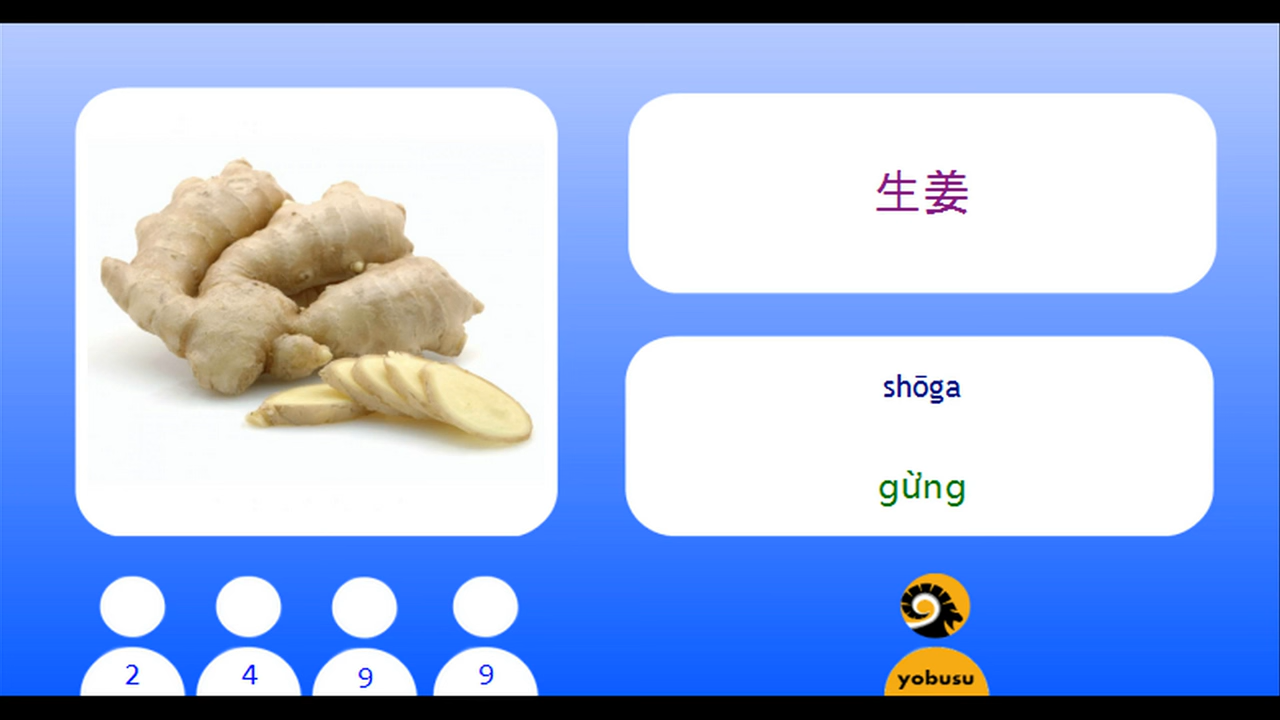 生姜
shōga
gừng
2 4 9 9
yobusu